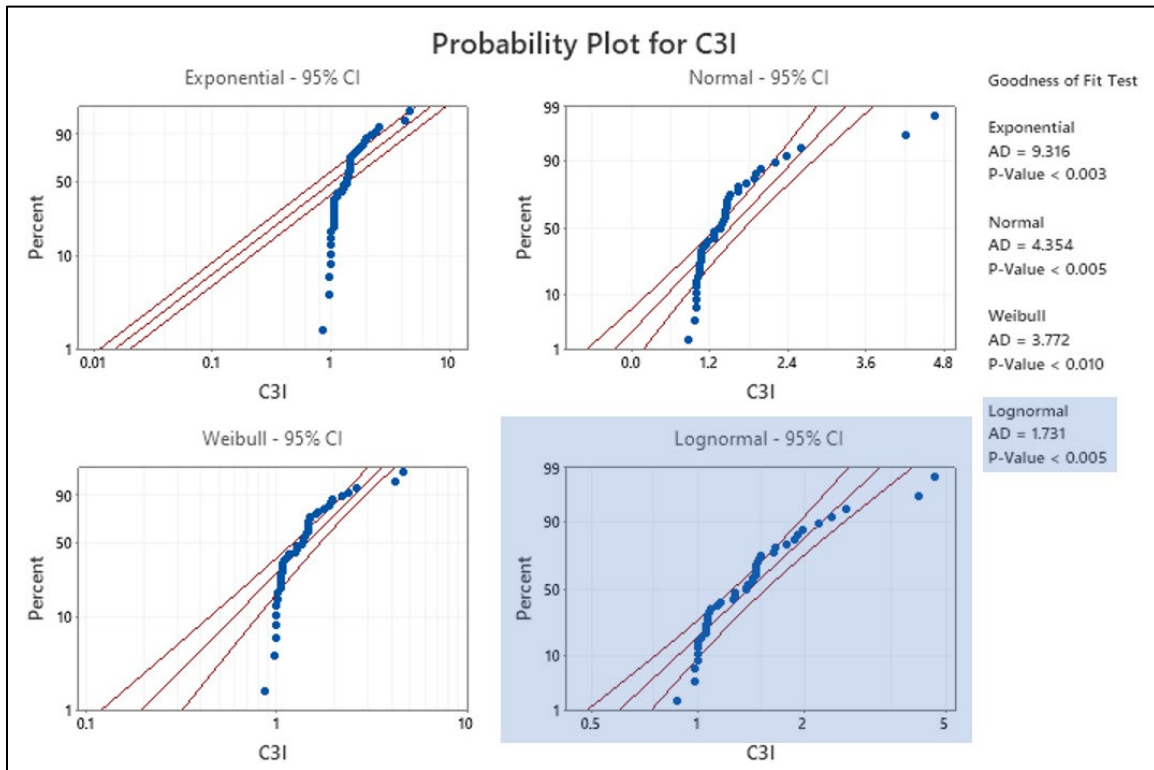 Probability Plot for C3I
Exponential - 95% CI
Normal - 95% CI
Percent
90
50
10
1
0.01
0.1
1
10
C3I
Percent
99
90
50
10
1
0.0
1.2
2.4
3.6
4.8
C3I
Weibull - 95% CI
Lognormal - 95% CI
Percent
90
50
10
1
0.1
1
10
C3I
Percent
99
90
50
10
1
0.5
1
2
5
C3I
Goodness of Fit Test
Exponential
AD = 9.316
P-Value < 0.003
Normal
AD = 4.354
P-Value < 0.005
Weibull
AD = 3.772
P-Value < 0.010
Lognormal
AD = 1.731
P-Value < 0.005